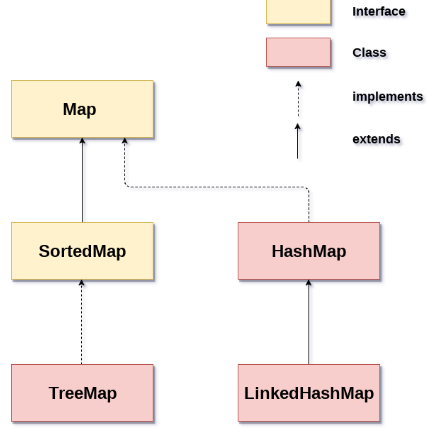 Interface
Class
implements
extends
Map
SortedMap
HashMap
TreeMap
LinkedHashMap